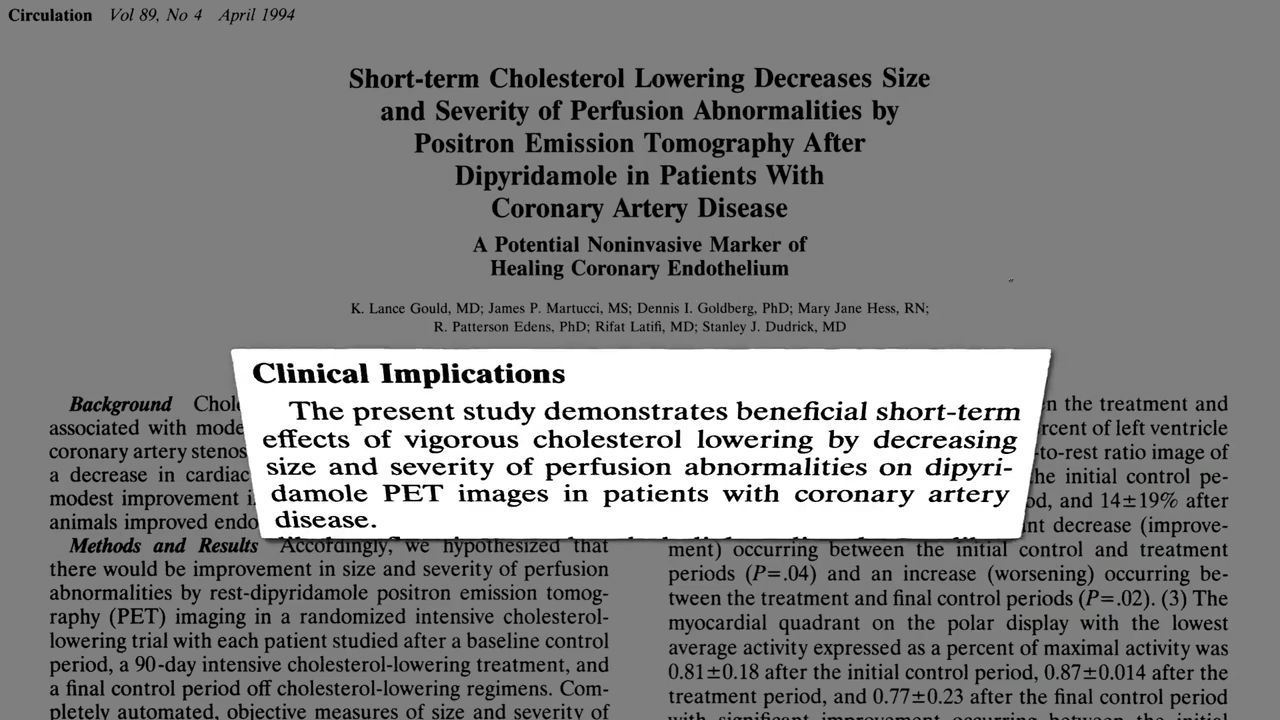 Circulation Vol 89, No 4 April 1994
Short-term Cholesterol Lowering Decreases Size
and Severity of Perfusion Abnormalities by
Positron Emission Tomography After
Dipyridamole in Patients With
Coronary Artery Disease
A Potential Noninvasive Marker of
Healing Coronary Endothelium
K. Lance Gould, MD; James P. Martucci, MS; Dennis I. Goldberg, PhD; Mary Jane Hess, RN;
R. Patterson Edens, PhD; Rifat Latifi, MD; Stanley J. Dudrick, MD
Clinical Implications
The present study demonstrates beneficial short-term
effects of vigorous cholesterol lowering by decreasing
size and severity of perfusion abnormalities on dipyri-
damole PET images in patients with coronary artery
disease.
Background
associated with
coronary artery
a decrease in
modest improvement
animals improved
Methods and Results Accordingly, we hypothesized that
there would be improvement in size and severity of perfusion
abnormalities by rest-dipyridamole positron emission tomog-
raphy (PET) imaging in a randomized intensive cholesterol-
lowering trial with each patient studied after a baseline control
period, a 90-day intensive cholesterol-lowering treatment, and
a final control period off cholesterol-lowering regimens. Com-
pletely automated, objective measures of size and severity of
the treatment and
of left ventricle
-to-rest ratio image of
initial control pe-
and 14±19% after
decrease (improve-
ment) occurring between the initial control and treatment
periods (P=.04) and an increase (worsening) occurring be-
tween the treatment and final control periods (P=.02). (3) The
myocardial quadrant on the polar display with the lowest
average activity expressed as a percent of maximal activity was
0.81±0.18 after the initial control period, 0.87±0.014 after the
treatment period, and 0.77±0.23 after the final control period
with significant improvement occurring between the initial